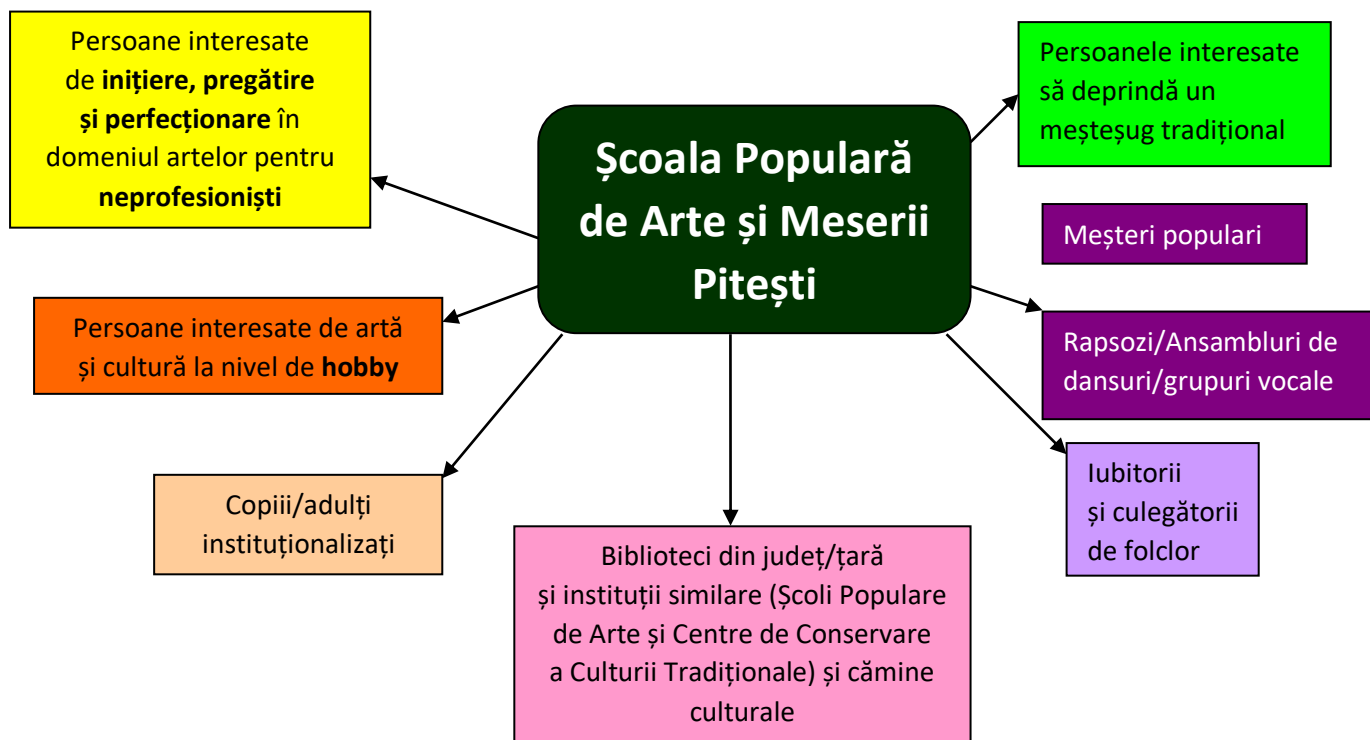 Persoane interesate
de inițiere, pregătire
și perfecționare în
domeniul artelor pentru
neprofesioniști
Școala Populară
de Arte și Meserii
Pitești
Persoanele interesate
să deprindă un
meșteșug tradițional
Meșteri populari
Persoane interesate de artă
și cultură la nivel de hobby
Rapsozi/Ansambluri de
dansuri/grupuri vocale
Copiii/adulți
instituționalizați
Biblioteci din județ/țară
și instituții similare (Școli Populare
de Arte și Centre de Conservare
a Culturii Tradiționale) și cămine
culturale
Iubitorii
și culegătorii
de folclor